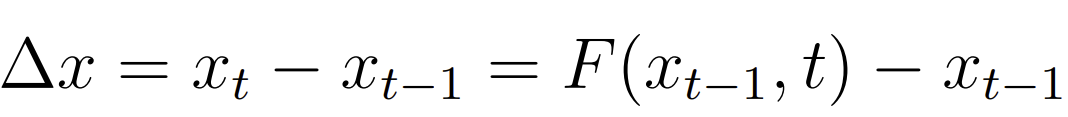 Δx = x_t − x_{t−1} = F(x_{t−1}, t) − x_{t−1}